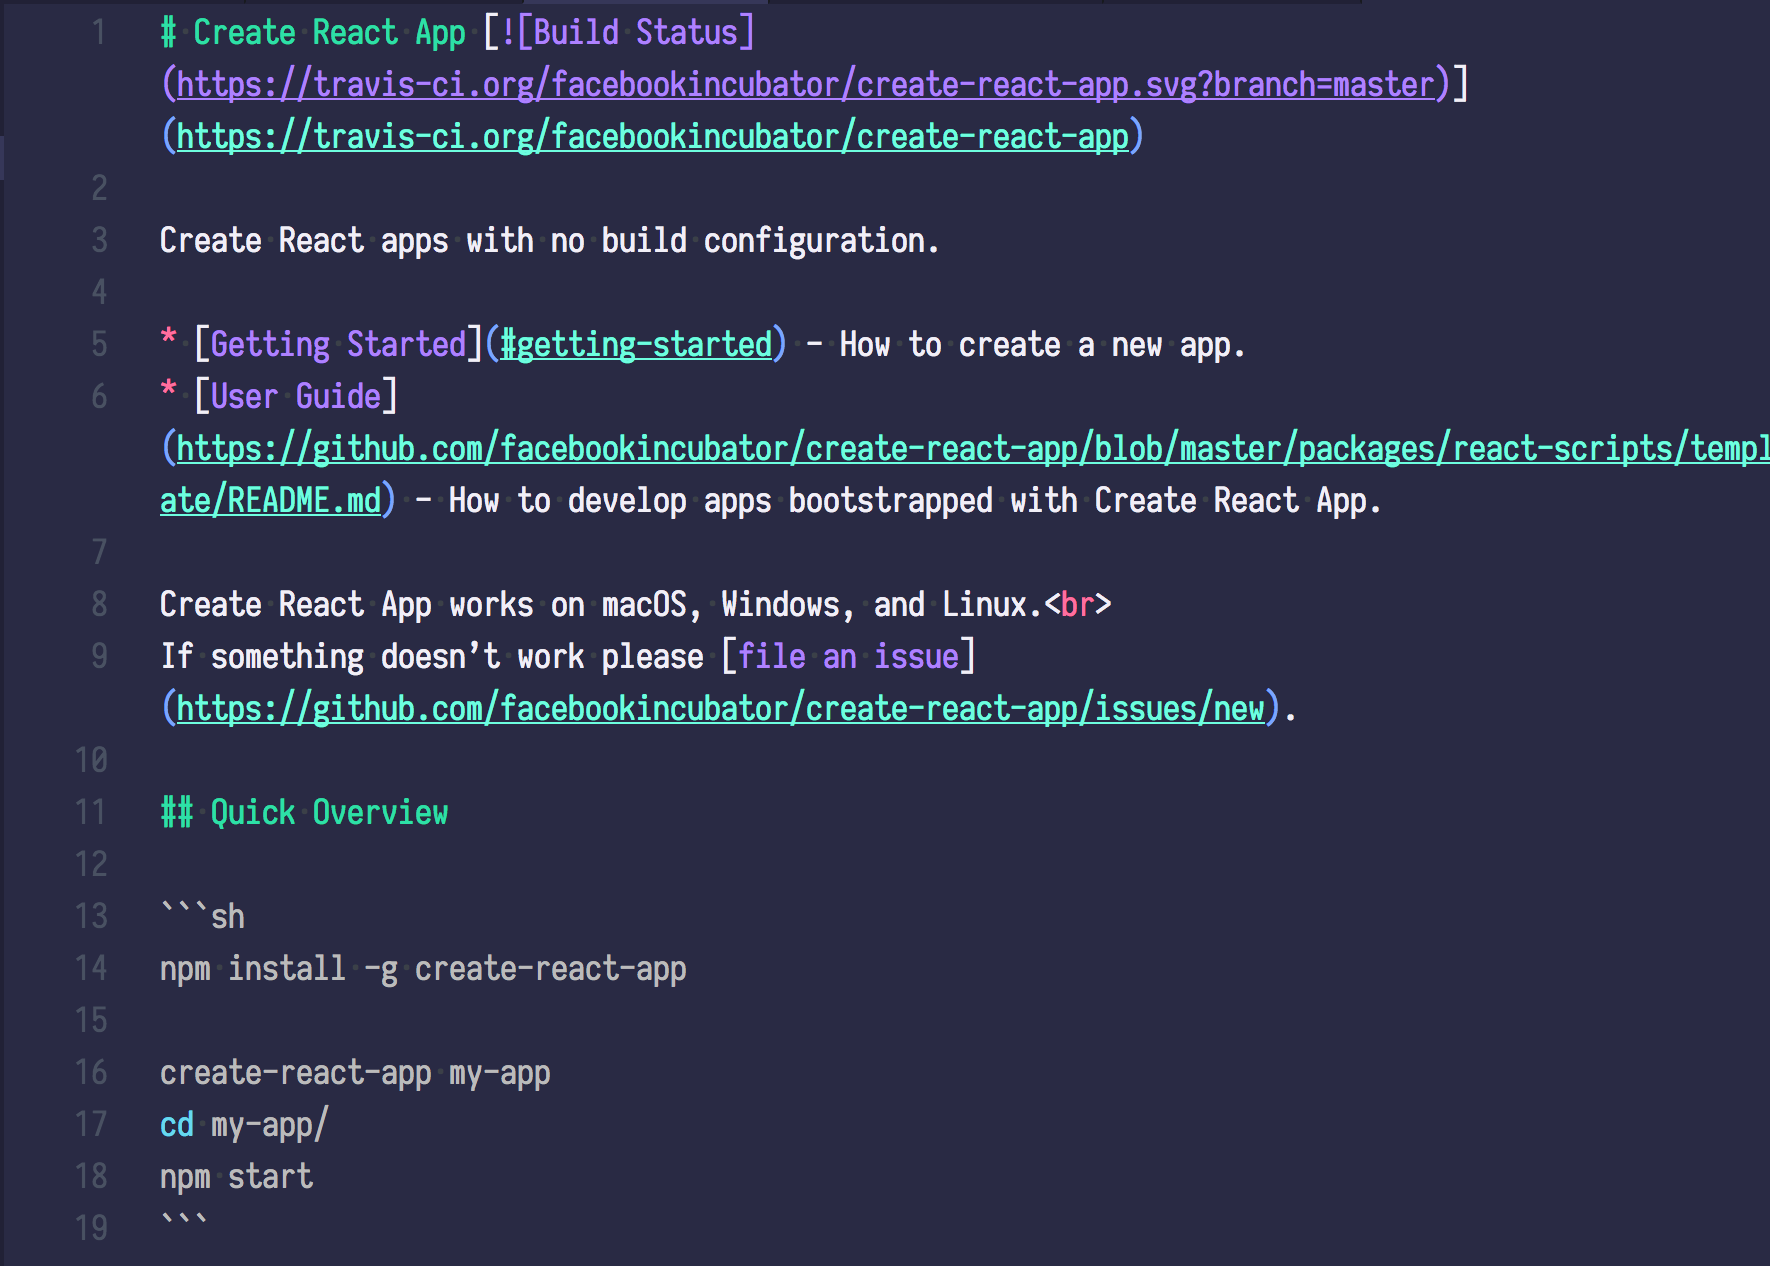 1 # Create React App [![Build Status]
(https://travis-ci.org/facebookincubator/create-react-app.svg?branch=master)]
(https://travis-ci.org/facebookincubator/create-react-app)
2
3 Create React apps with no build configuration.
4
5 * [Getting Started](#getting-started) – How to create a new app.
6 * [User Guide]
(https://github.com/facebookincubator/create-react-app/blob/master/packages/react-scripts/templ
ate/README.md) – How to develop apps bootstrapped with Create React App.
7
8 Create React App works on macOS, Windows, and Linux.<br>
9 If something doesn’t work please [file an issue]
(https://github.com/facebookincubator/create-react-app/issues/new).
10
11 ## Quick Overview
12
13 ```sh
14 npm install -g create-react-app
15
16 create-react-app my-app
17 cd my-app/
18 npm start
19 ```